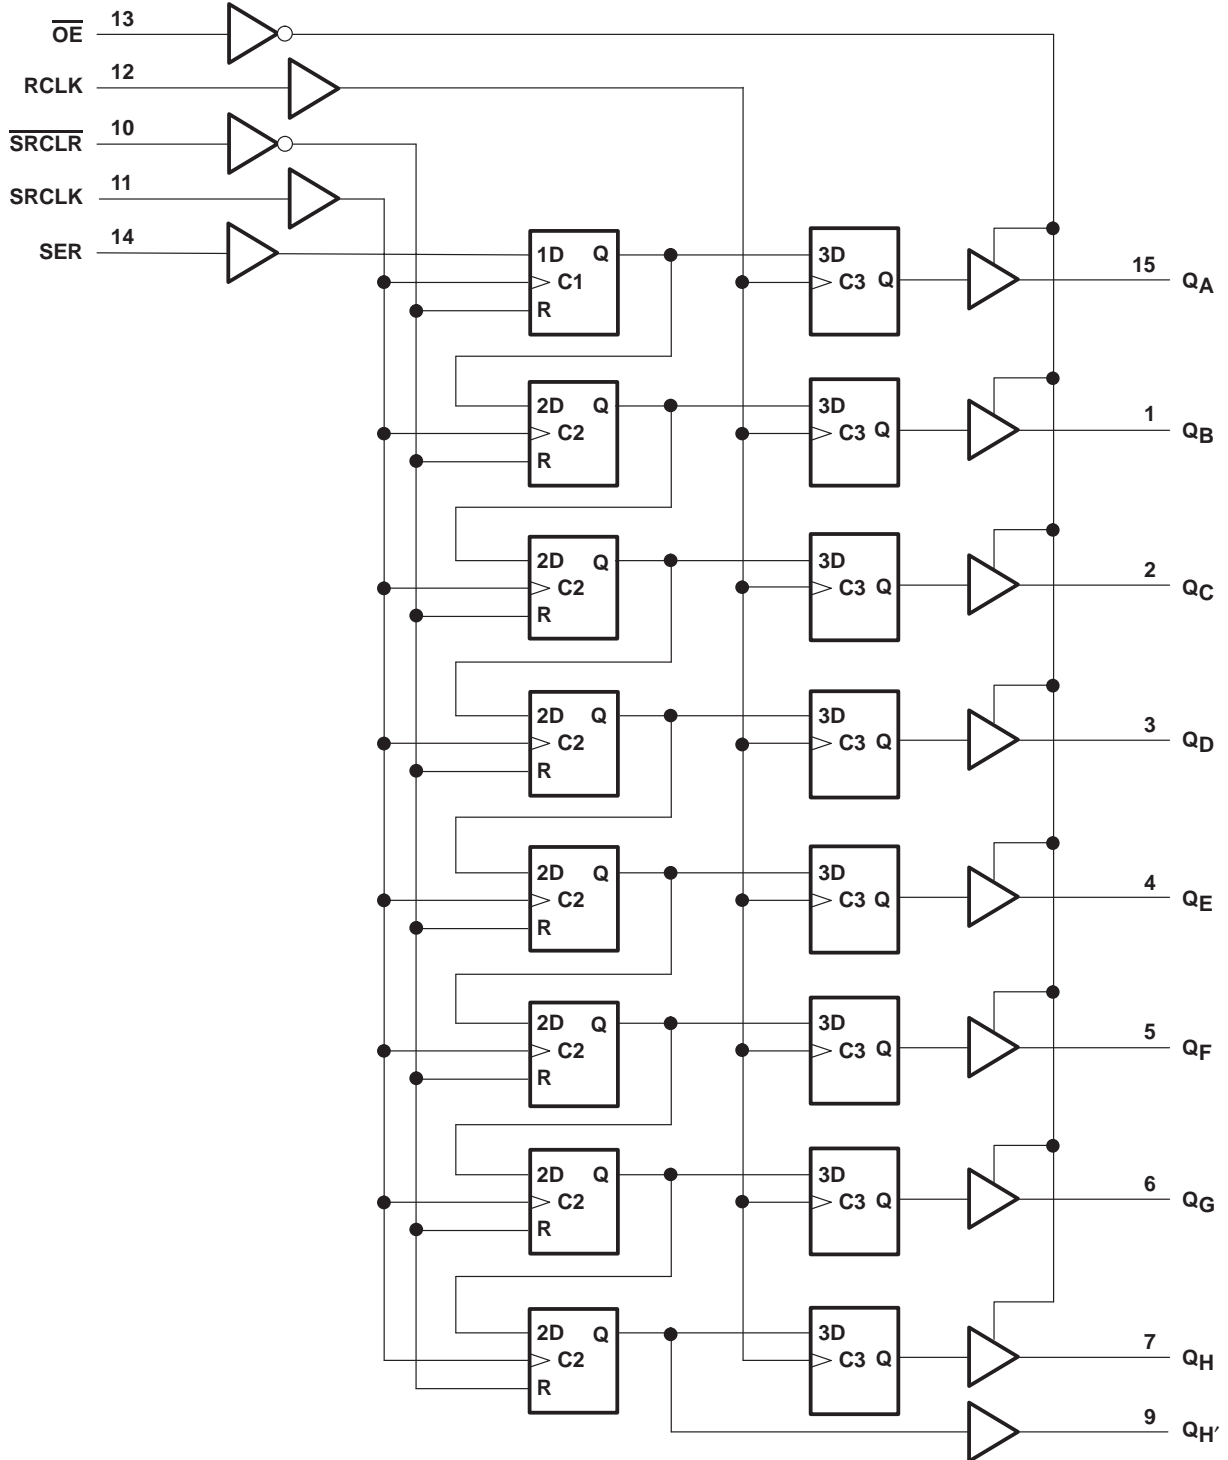 OE 13
RCLK 12
SRCLR 10
SRCLK 11
SER 14
1D Q 3D
C1 C3 Q 15 QA
R
2D Q 3D
C2 C3 Q 1 QB
R
2D Q 3D
C2 C3 Q 2 QC
R
2D Q 3D
C2 C3 Q 3 QD
R
2D Q 3D
C2 C3 Q 4 QE
R
2D Q 3D
C2 C3 Q 5 QF
R
2D Q 3D
C2 C3 Q 6 QG
R
2D Q 3D
C2 C3 Q 7 QH
R
9 QH′